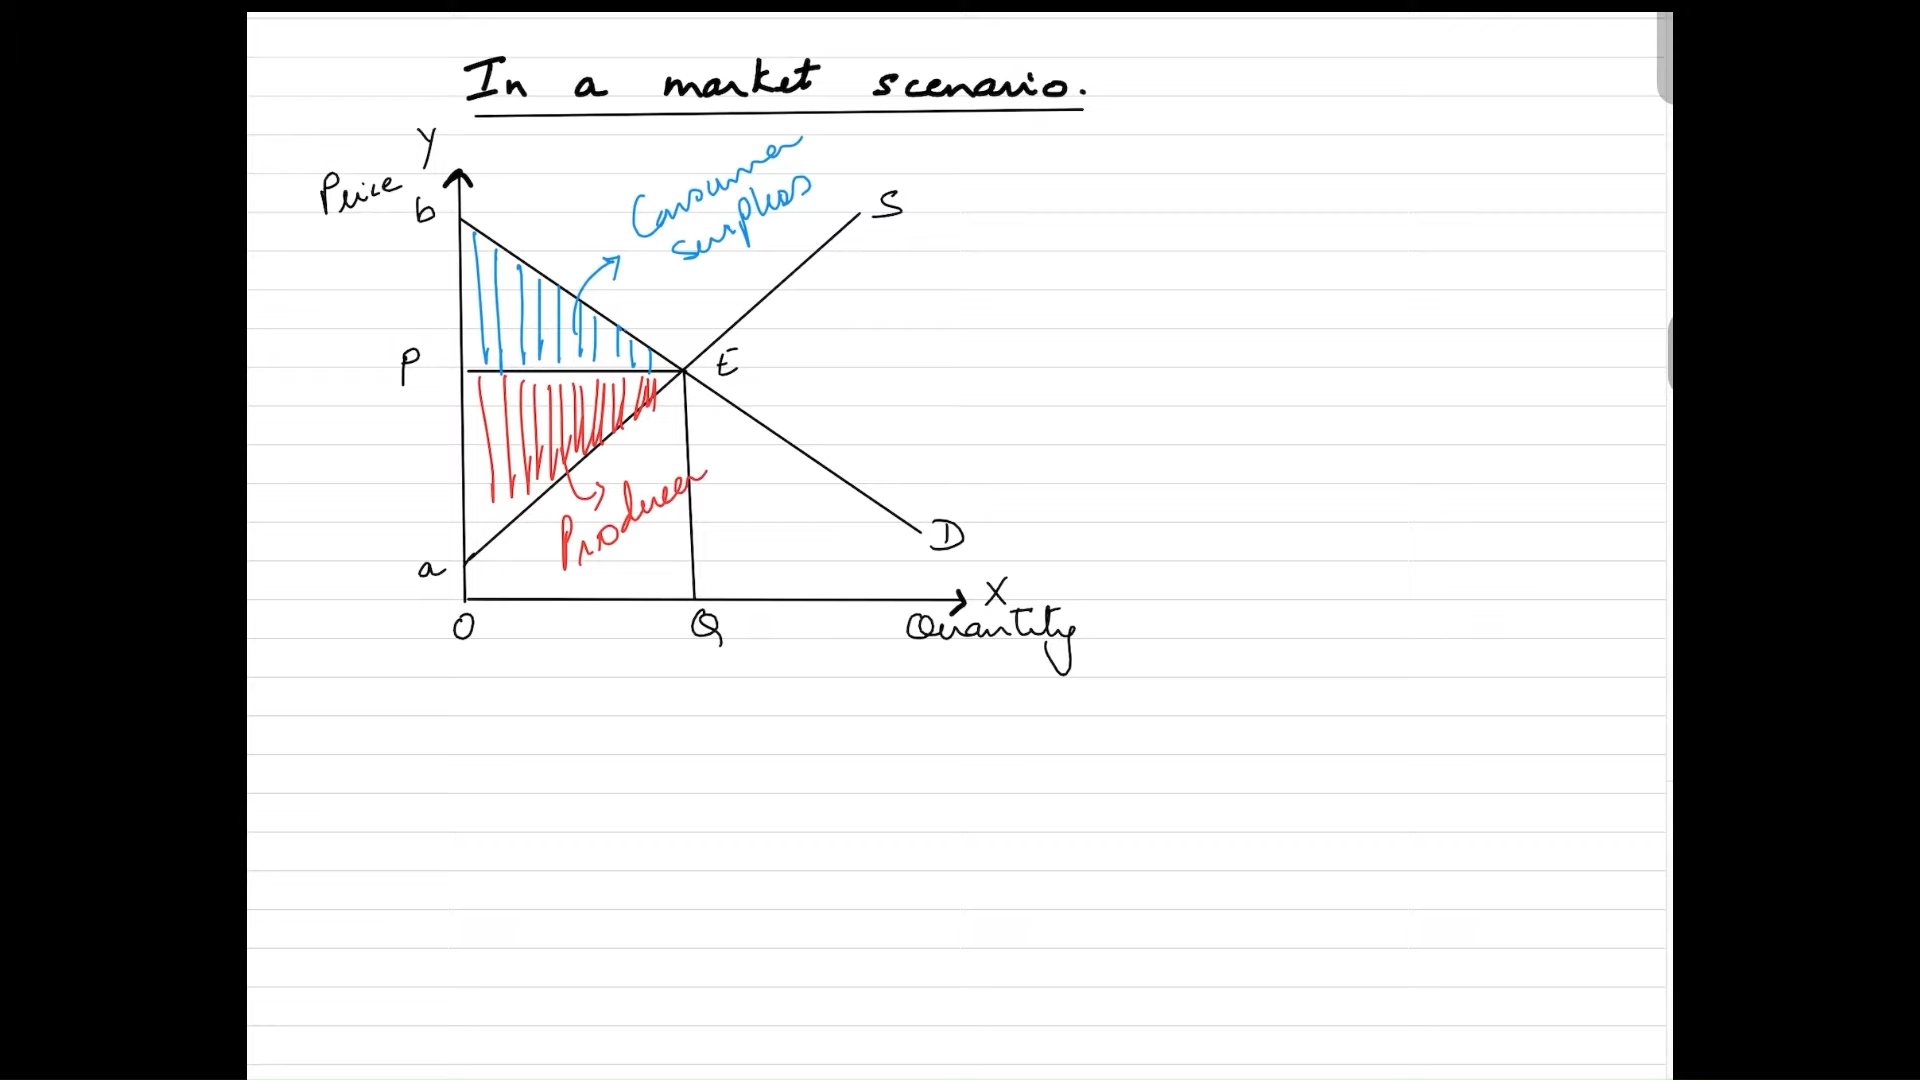 In a market scenario.
Y
Price
b
Consumer
surplus
S
P
E
Producer
a
D
X
O
Q
Quantity